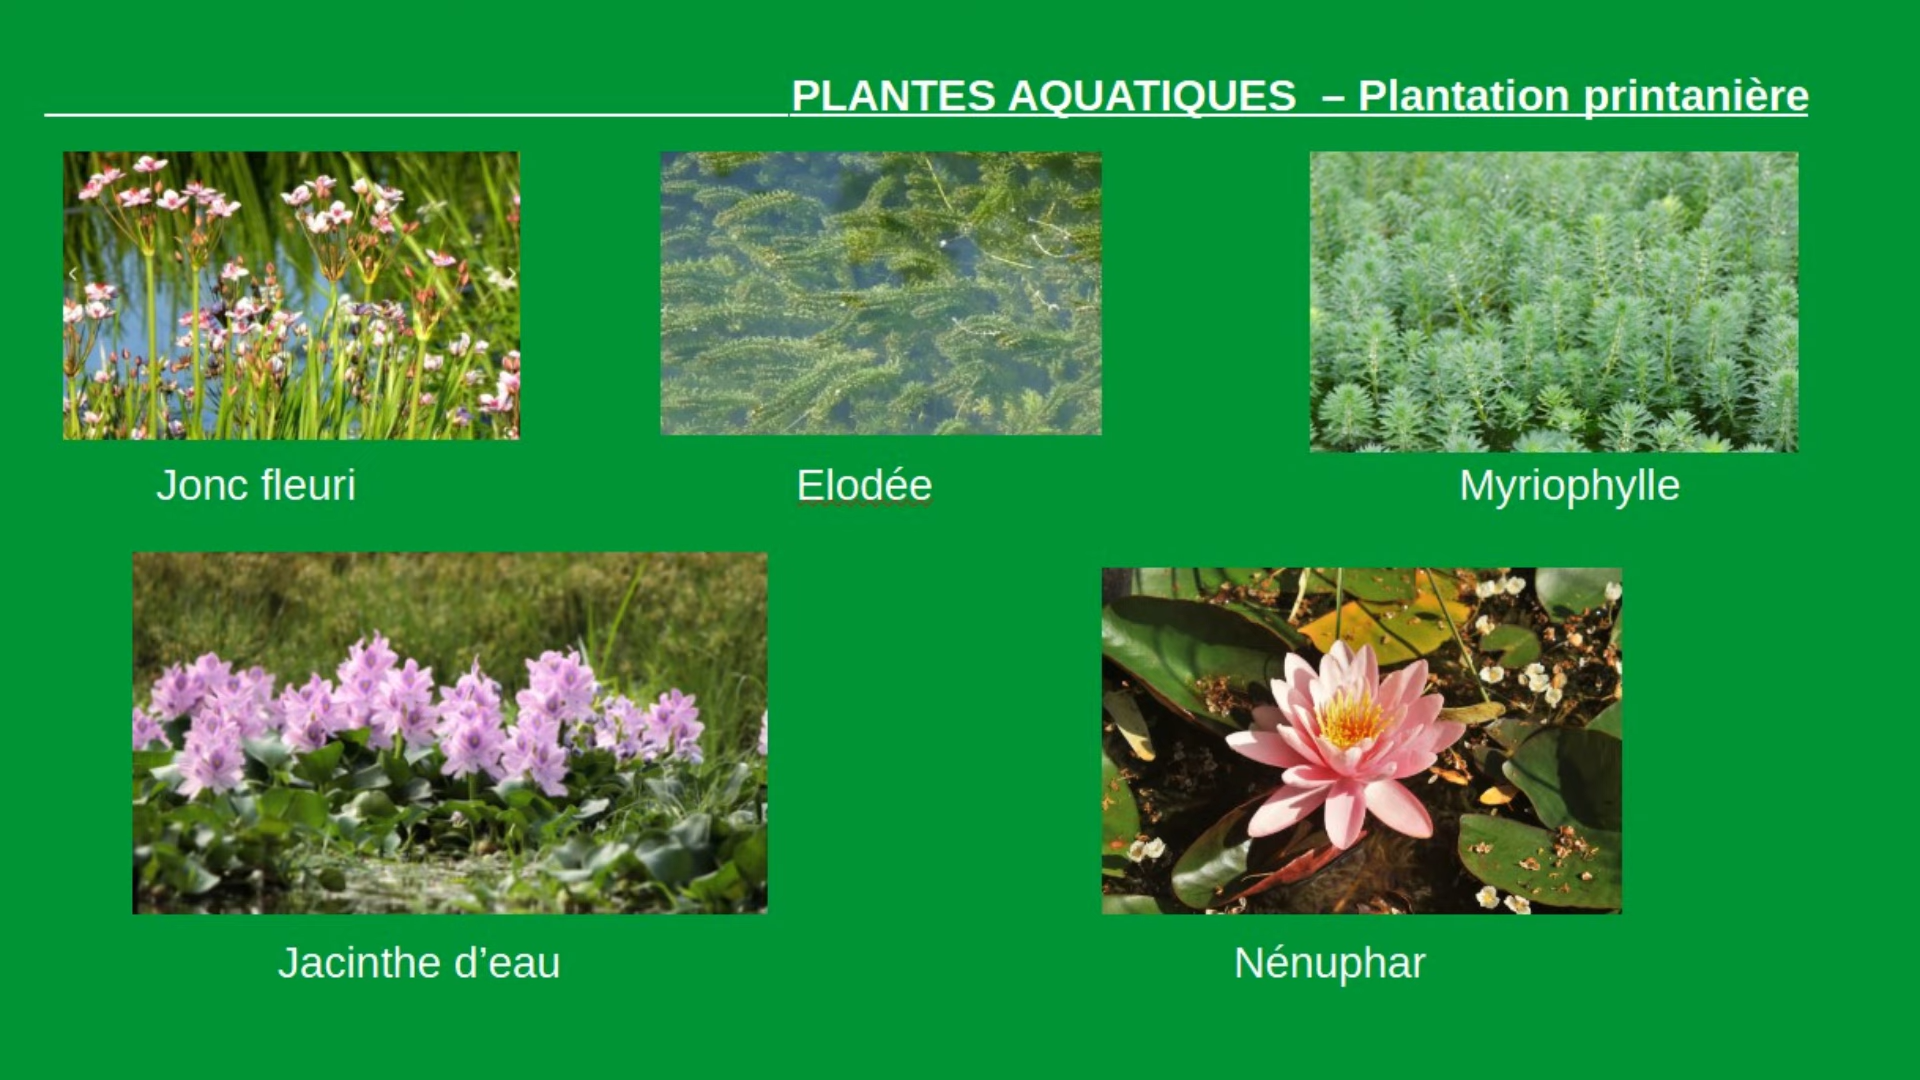 PLANTES AQUATIQUES – Plantation printanière
Jonc fleuri
Elodée
Myriophylle
Jacinthe d’eau
Nénuphar